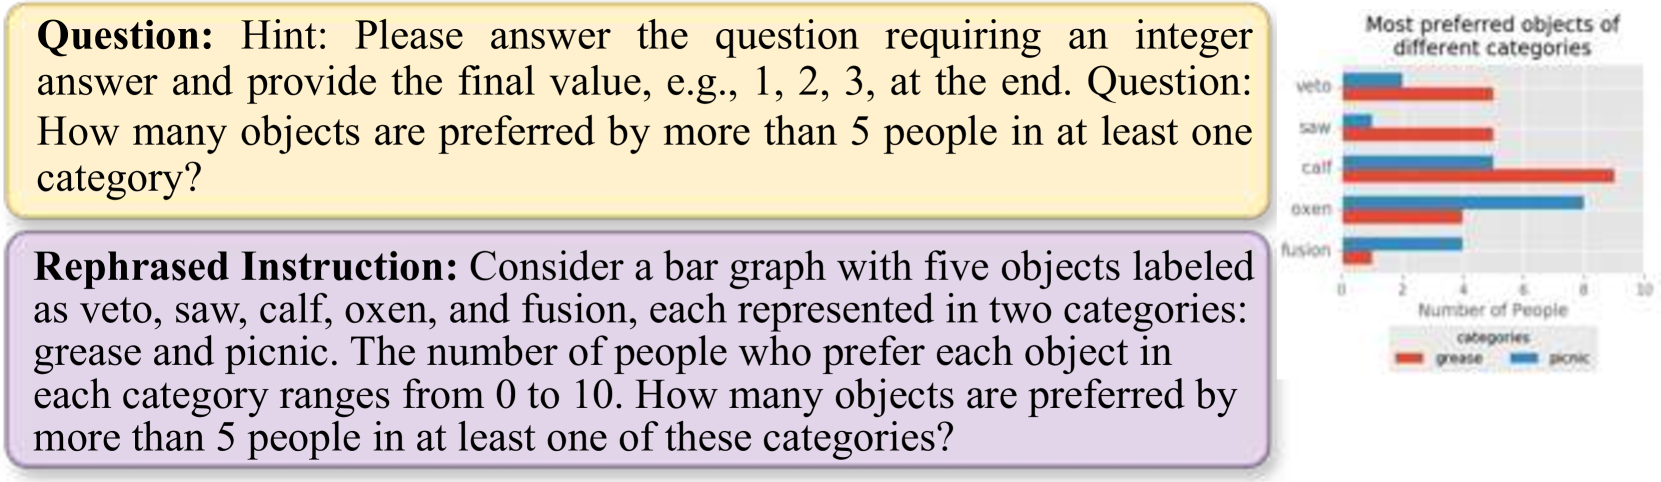 Question: Hint: Please answer the question requiring an integer
answer and provide the final value, e.g., 1, 2, 3, at the end. Question:
How many objects are preferred by more than 5 people in at least one
category?
Rephrased Instruction: Consider a bar graph with five objects labeled
as veto, saw, calf, oxen, and fusion, each represented in two categories:
grease and picnic. The number of people who prefer each object in
each category ranges from 0 to 10. How many objects are preferred by
more than 5 people in at least one of these categories?
Most preferred objects of
different categories
veto
saw
calf
oxen
fusion
0 2 4 6 8 10
Number of People
categories
grease picnic